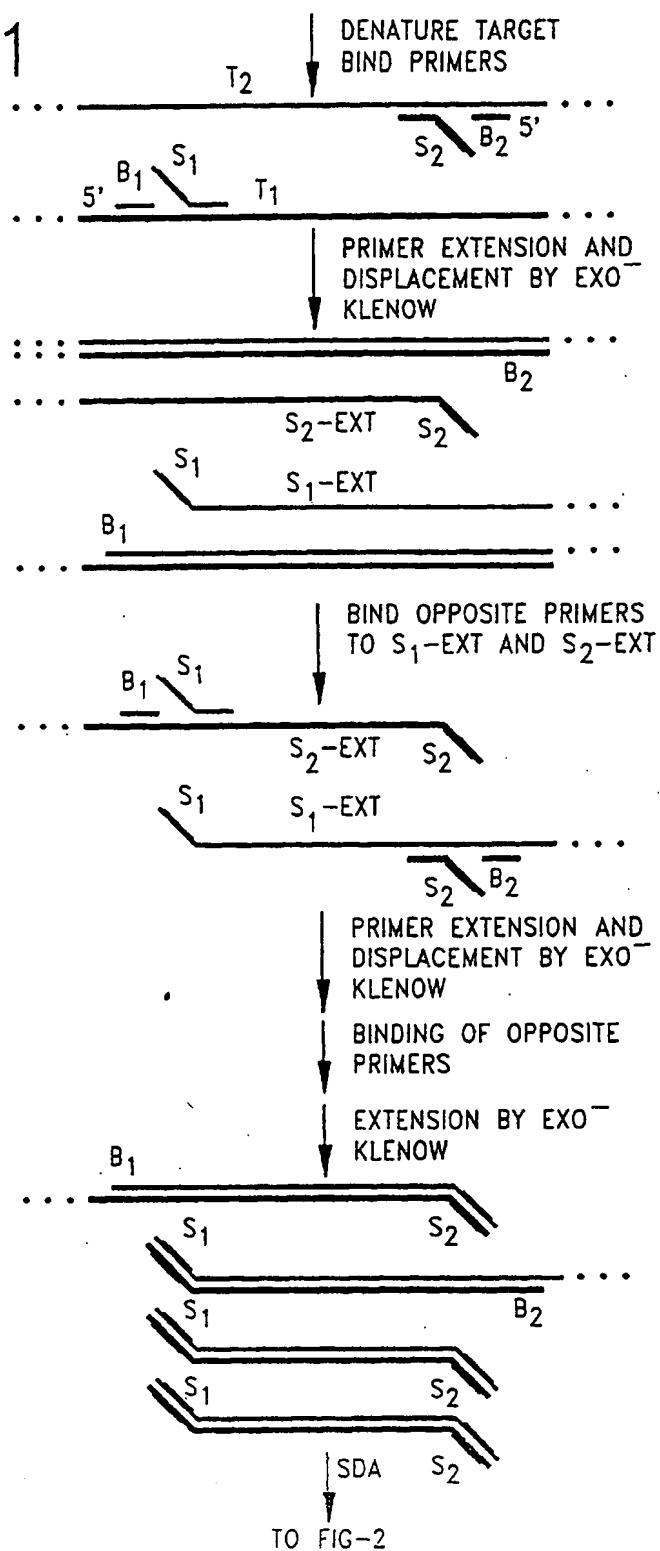 1
DENATURE TARGET
BIND PRIMERS
T2
S2 B2 5'
5' B1 S1 T1
PRIMER EXTENSION AND
DISPLACEMENT BY EXO–
KLENOW
B2
S2-EXT S2
S1 S1-EXT
B1
BIND OPPOSITE PRIMERS
TO S1-EXT AND S2-EXT
B1 S1
S2-EXT S2
S1 S1-EXT
S2 B2
PRIMER EXTENSION AND
DISPLACEMENT BY EXO–
KLENOW
BINDING OF OPPOSITE
PRIMERS
EXTENSION BY EXO–
KLENOW
B1
S1 S2
S1 B2
S1 S2
S2
SDA
TO FIG-2